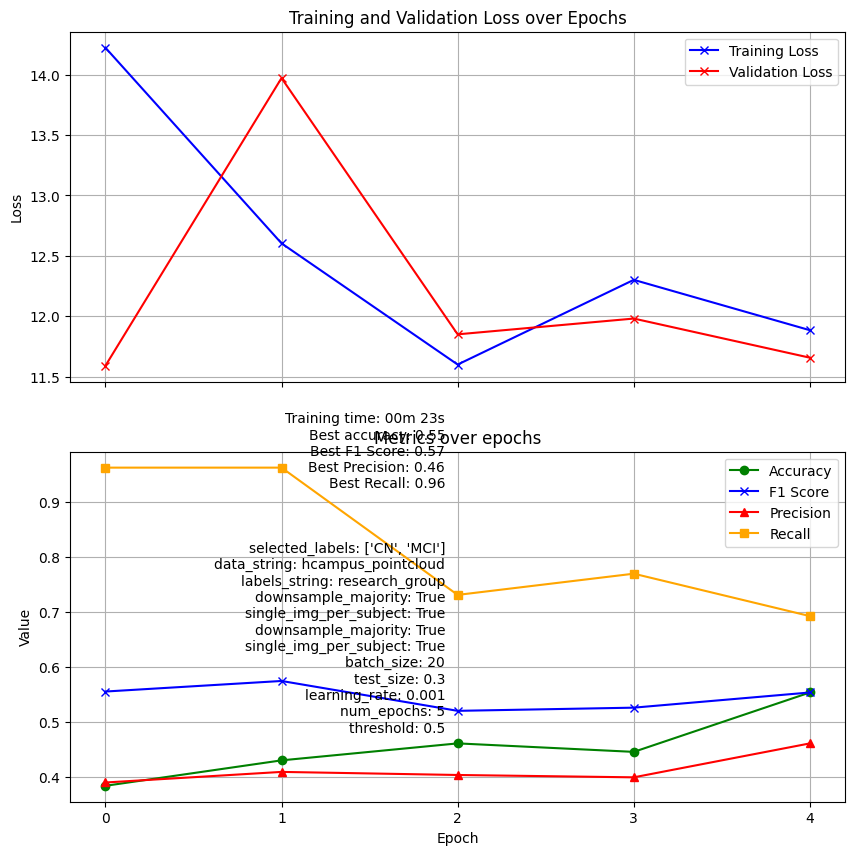 Training and Validation Loss over Epochs
Training Loss
Validation Loss
14.0
13.5
13.0
12.5
12.0
11.5
Loss
Training time: 00m 23s
Best accuracy: 0.55
Metrics over epochs
Best F1 Score: 0.57
Best Precision: 0.46
Best Recall: 0.96
Accuracy
F1 Score
Precision
Recall
selected_labels: ['CN', 'MCI']
data_string: hcampus_pointcloud
labels_string: research_group
downsample_majority: True
single_img_per_subject: True
downsample_majority: True
single_img_per_subject: True
batch_size: 20
test_size: 0.3
learning_rate: 0.001
num_epochs: 5
threshold: 0.5
0.9
0.8
0.7
0.6
0.5
0.4
Value
0 1 2 3 4
Epoch